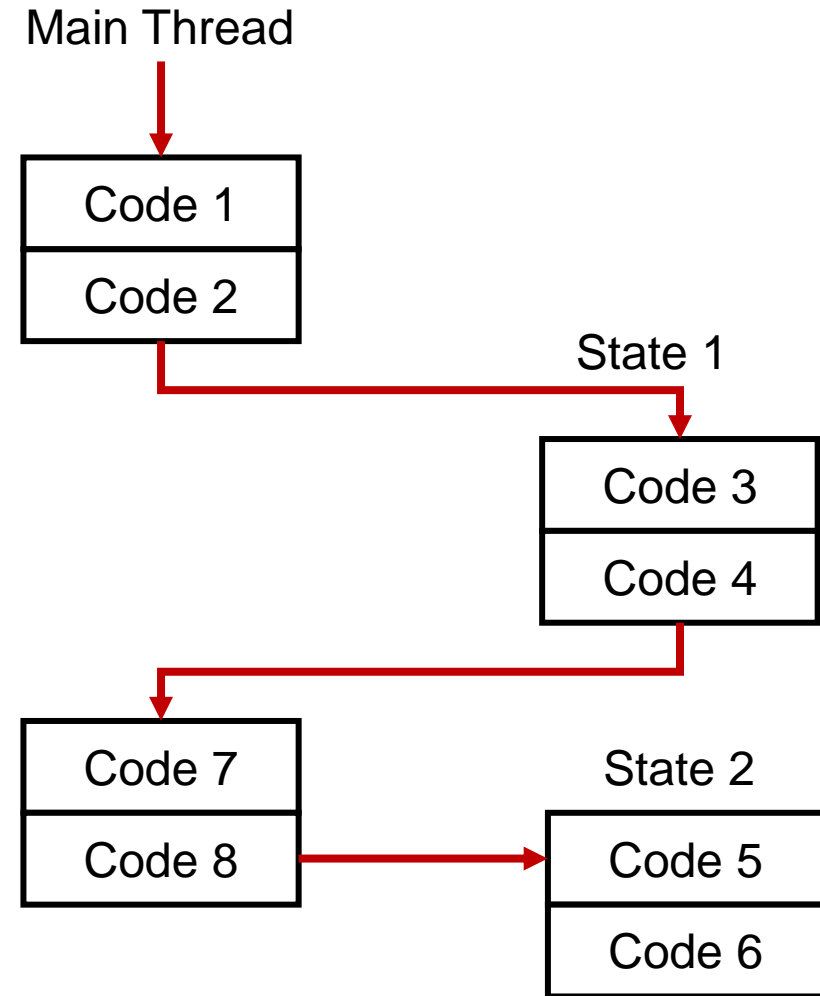 Main Thread
Code 1
Code 2
State 1
Code 3
Code 4
Code 7
Code 8
State 2
Code 5
Code 6